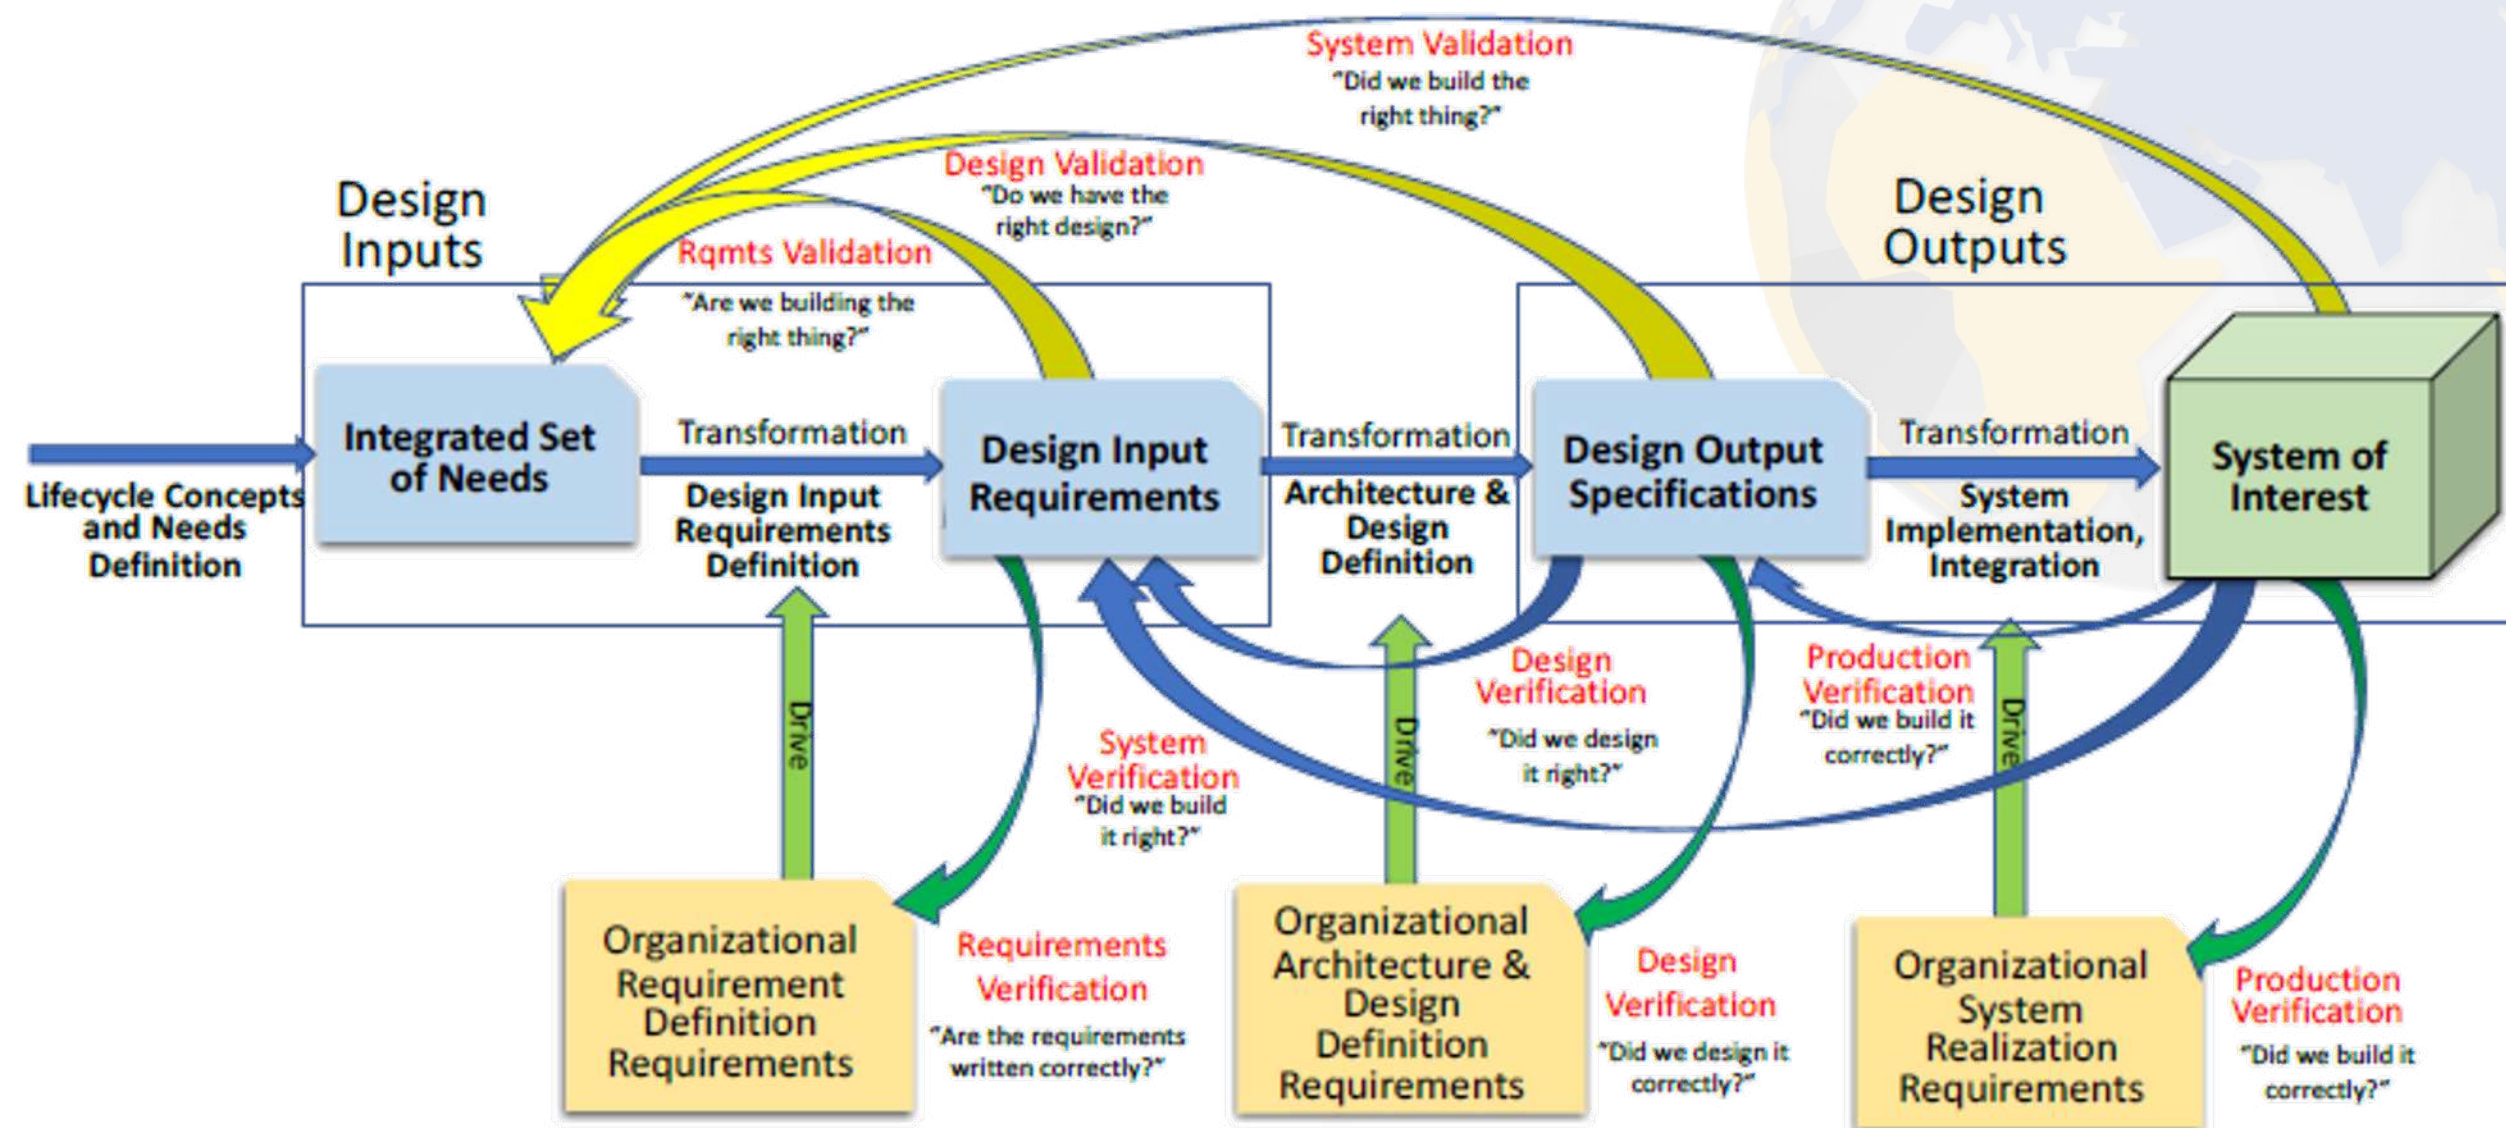 System Validation
"Did we build the
right thing?"
Design Validation
"Do we have the
right design?"
Design
Inputs
Design
Outputs
Rqmts Validation
"Are we building the
right thing?"
Integrated Set
of Needs
Transformation
Design Input
Requirements
Definition
Design Input
Requirements
Transformation
Architecture &
Design
Definition
Design Output
Specifications
Transformation
System
Implementation,
Integration
System of
Interest
Lifecycle Concepts
and Needs
Definition
Drive
System
Verification
"Did we build
it right?"
Drive
Design
Verification
"Did we design
it right?"
Production
Verification
"Did we build it
correctly?"
Drive
Organizational
Requirement
Definition
Requirements
Requirements
Verification
"Are the requirements
written correctly?"
Organizational
Architecture &
Design
Definition
Requirements
Design
Verification
"Did we design it
correctly?"
Organizational
System
Realization
Requirements
Production
Verification
"Did we build it
correctly?"